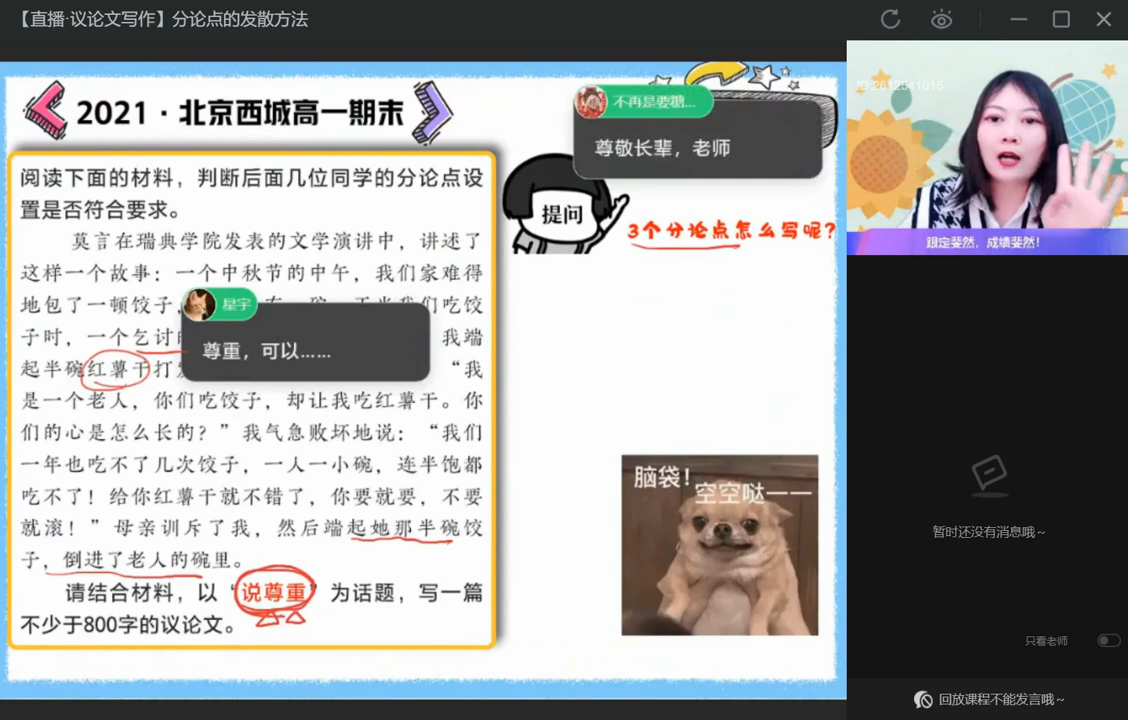 【直播·议论文写作】分论点的发散方法
2021·北京西城高一期末
阅读下面的材料，判断后面几位同学的分论点设
置是否符合要求。
莫言在瑞典学院发表的文学演讲中，讲述了
这样一个故事：一个中秋节的中午，我们家难得
地包了一顿饺子，
们吃饺
子时，一个乞讨
我端
起半碗红薯干打
“我
是一个老人，你们吃饺子，却让我吃红薯干。你
们的心是怎么长的？”我气急败坏地说：“我们
一年也吃不了几次饺子，一人一小碗，连半饱都
吃不了！给你红薯干就不错了，你要就要，不要
就滚！”母亲训斥了我，然后端起她那半碗饺
子，倒进了老人的碗里。
请结合材料，以“说尊重”为话题，写一篇
不少于800字的议论文。
星宇
尊重，可以……
不再是要糖...
尊敬长辈，老师
提问
3个分论点怎么写呢？
脑袋！
空空哒——
跟定斐然，成绩斐然！
暂时还没有消息哦~
只看老师
回放课程不能发言哦~